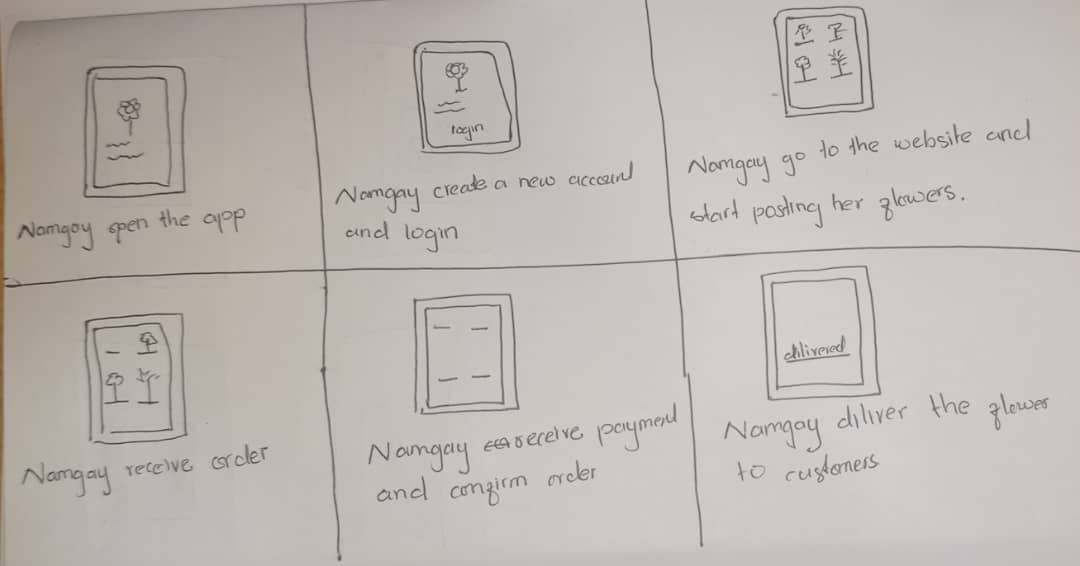 Namgay open the app
login
Namgay create a new account
and login
Namgay go to the website and
start posting her flowers.
Namgay receive order
Namgay receive payment
and confirm order
dilivered
Namgay diliver the flower
to customers